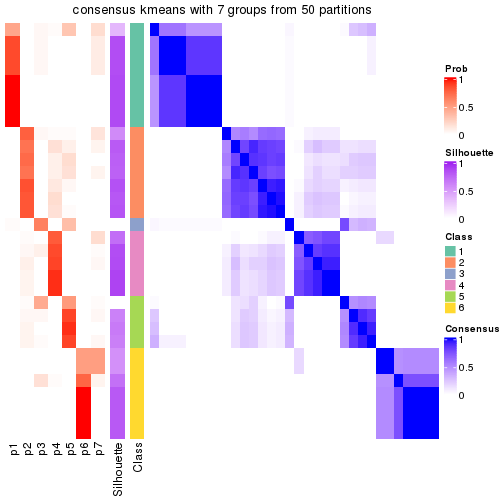 consensus kmeans with 7 groups from 50 partitions
Prob
1
0.5
0
Silhouette
1
0.5
0
Class
1
2
3
4
5
6
Consensus
1
0.5
0
p1
p2
p3
p4
p5
p6
p7
Silhouette
Class